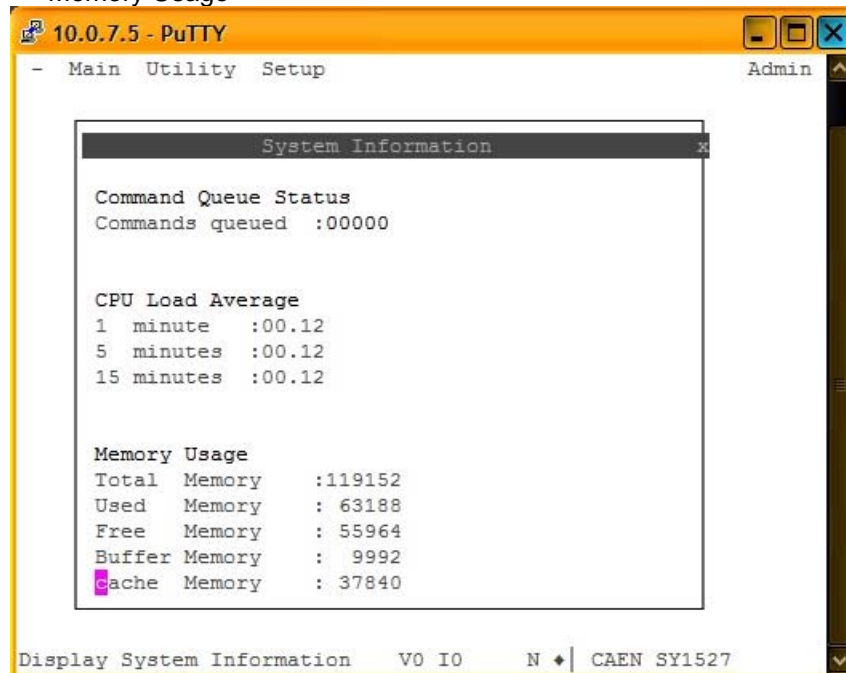 Memory Usage
10.0.7.5 - PuTTY
- Main Utility Setup Admin
System Information x
Command Queue Status
Commands queued :00000
CPU Load Average
1 minute :00.12
5 minutes :00.12
15 minutes :00.12
Memory Usage
Total Memory :119152
Used Memory : 63188
Free Memory : 55964
Buffer Memory : 9992
cache Memory : 37840
Display System Information V0 I0 N ♦ CAEN SY1527